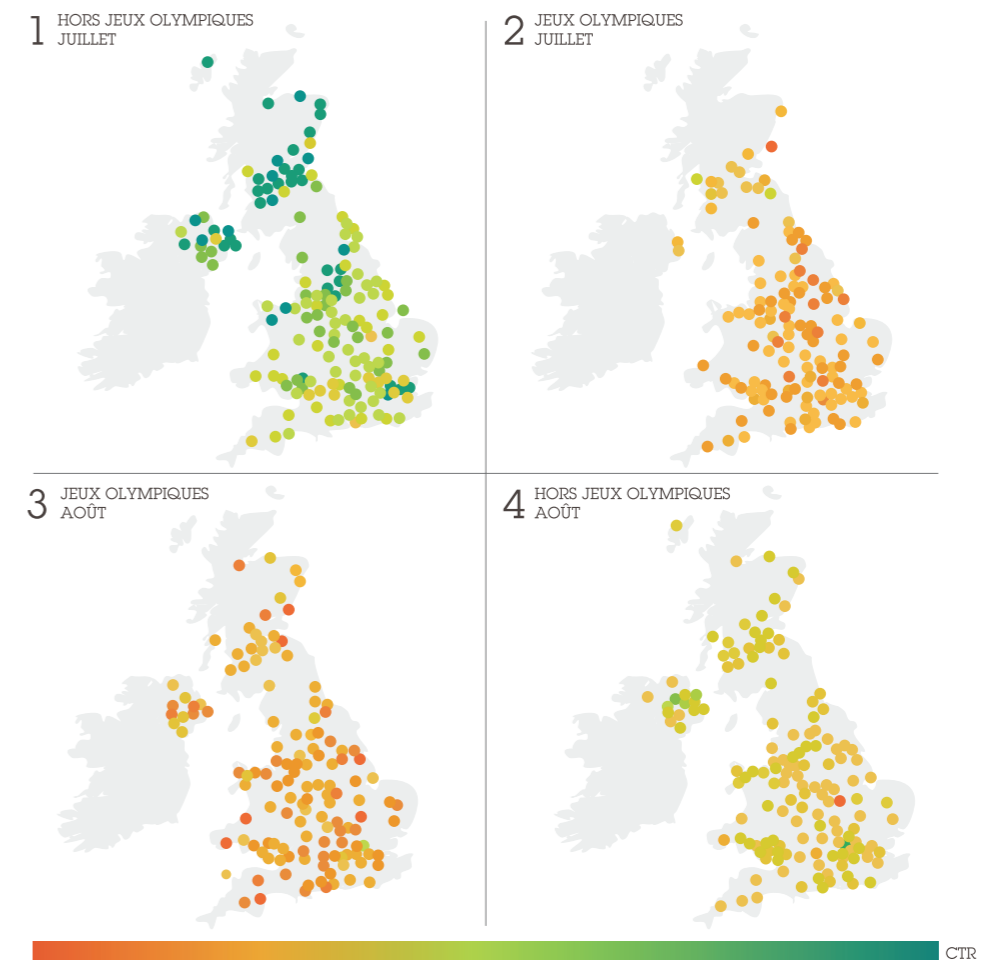 1 HORS JEUX OLYMPIQUES
JUILLET
2 JEUX OLYMPIQUES
JUILLET
3 JEUX OLYMPIQUES
AOÛT
4 HORS JEUX OLYMPIQUES
AOÛT
CTR